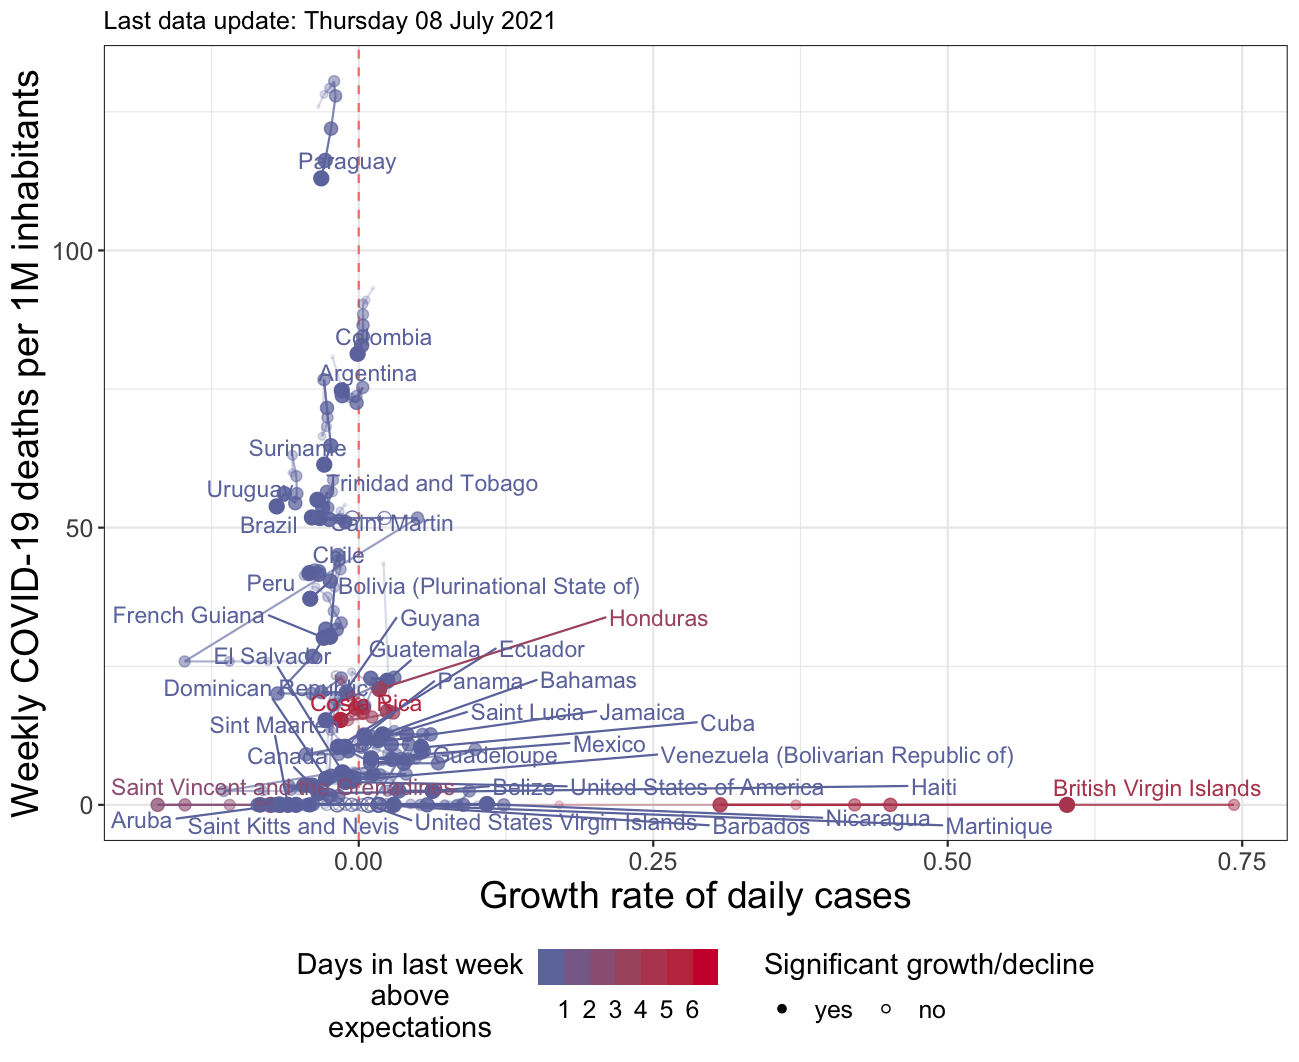 Last data update: Thursday 08 July 2021
Weekly COVID-19 deaths per 1M inhabitants
100
50
0
Paraguay
Colombia
Argentina
Suriname
Uruguay
Trinidad and Tobago
Brazil
Saint Martin
Chile
Peru
Bolivia (Plurinational State of)
French Guiana
Guyana
Honduras
El Salvador
Guatemala
Ecuador
Dominican Republic
Panama
Bahamas
Costa Rica
Saint Lucia
Jamaica
Sint Maarten
Cuba
Canada
Guadeloupe
Mexico
Venezuela (Bolivarian Republic of)
Saint Vincent and the Grenadines
Belize
United States of America
Haiti
British Virgin Islands
Aruba
Saint Kitts and Nevis
United States Virgin Islands
Barbados
Nicaragua
Martinique
0.00
0.25
0.50
0.75
Growth rate of daily cases
Days in last week
above
expectations
1 2 3 4 5 6
Significant growth/decline
yes
no